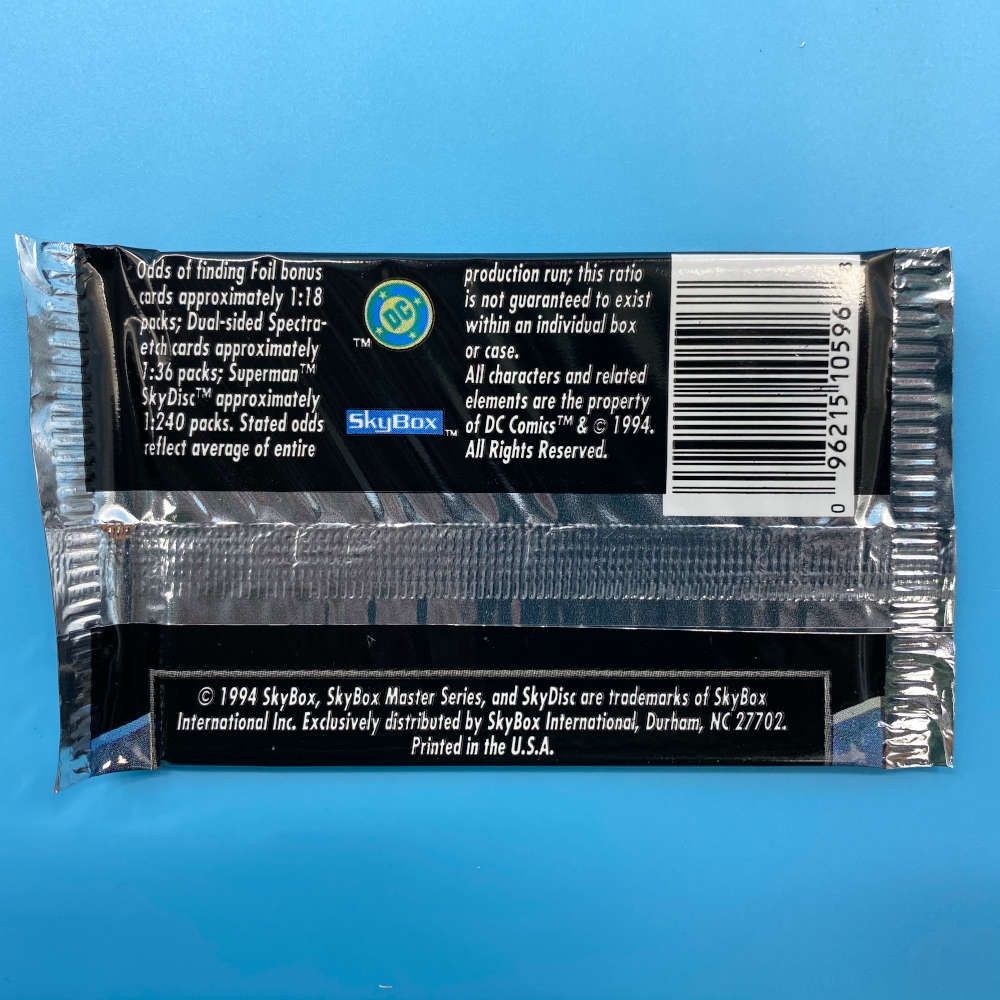 Odds of finding Foil bonus
cards approximately 1:18
packs; Dual-sided Spectra-
etch cards approximately
1:36 packs; Superman™
SkyDisc™ approximately
1:240 packs. Stated odds
reflect average of entire
DC
TM
SkyBox TM
production run; this ratio
is not guaranteed to exist
within an individual box
or case.
All characters and related
elements are the property
of DC Comics™ & © 1994.
All Rights Reserved.
0 96215 10596 8
© 1994 SkyBox, SkyBox Master Series, and SkyDisc are trademarks of SkyBox
International Inc. Exclusively distributed by SkyBox International, Durham, NC 27702.
Printed in the U.S.A.